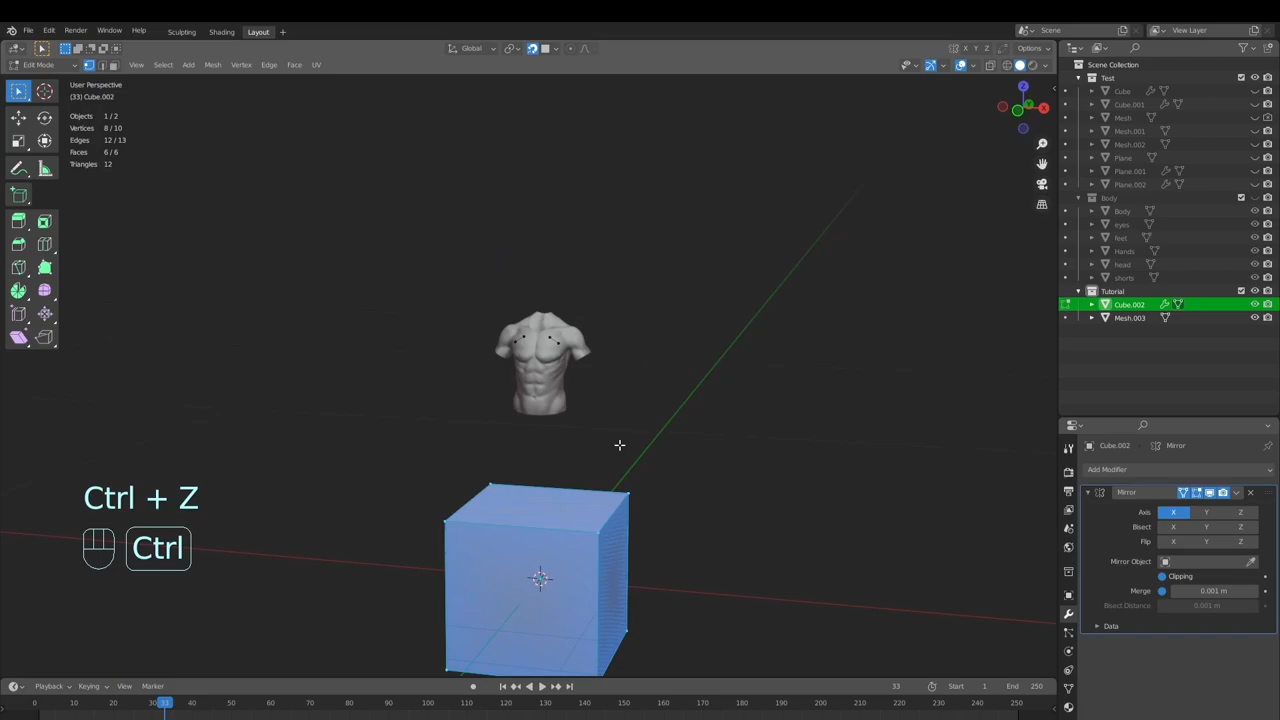 File Edit Render Window Help Sculpting Shading Layout + Scene View Layer
Global X Y Z Options
Edit Mode View Select Add Mesh Vertex Edge Face UV
User Perspective
(33) Cube.002
Objects 1 / 2
Vertices 8 / 10
Edges 12 / 13
Faces 6 / 6
Triangles 12
Z
Y
X
Scene Collection
Test
Cube
Cube.001
Mesh
Mesh.001
Mesh.002
Plane
Plane.001
Plane.002
Body
Body
eyes
feet
Hands
head
shorts
Tutorial
Cube.002
Mesh.003
Cube.002 Mirror
Add Modifier
Mirror
Axis X Y Z
Bisect X Y Z
Flip X Y Z
Mirror Object
Clipping
Merge 0.001 m
Bisect Distance 0.001 m
Data
Ctrl + Z
Ctrl
Playback Keying View Marker 33 Start 1 End 250
0 10 20 33 40 50 60 70 80 90 100 110 120 130 140 150 160 170 180 190 200 210 220 230 240 250